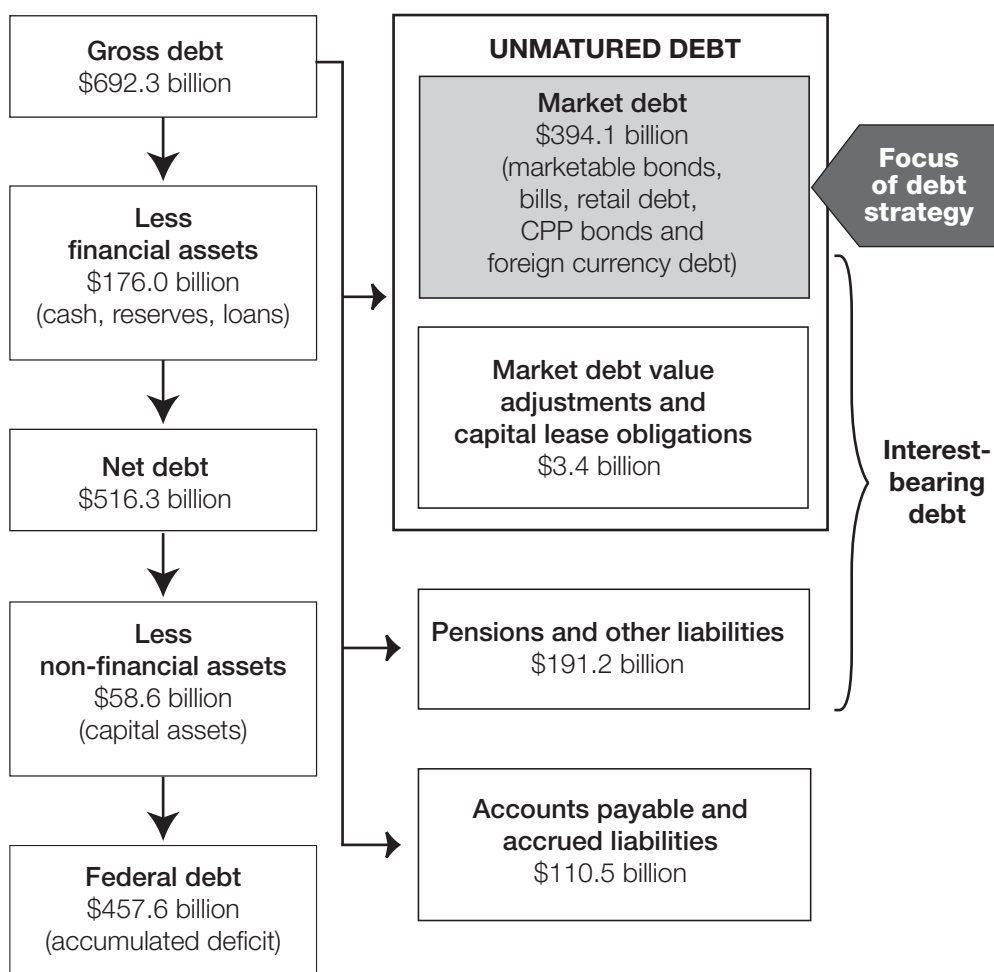 Gross debt
$692.3 billion
Less
financial assets
$176.0 billion
(cash, reserves, loans)
Net debt
$516.3 billion
Less
non-financial assets
$58.6 billion
(capital assets)
Federal debt
$457.6 billion
(accumulated deficit)
UNMATURED DEBT
Market debt
$394.1 billion
(marketable bonds,
bills, retail debt,
CPP bonds and
foreign currency debt)
Market debt value
adjustments and
capital lease obligations
$3.4 billion
Pensions and other liabilities
$191.2 billion
Accounts payable and
accrued liabilities
$110.5 billion
Focus
of debt
strategy
Interest-
bearing
debt